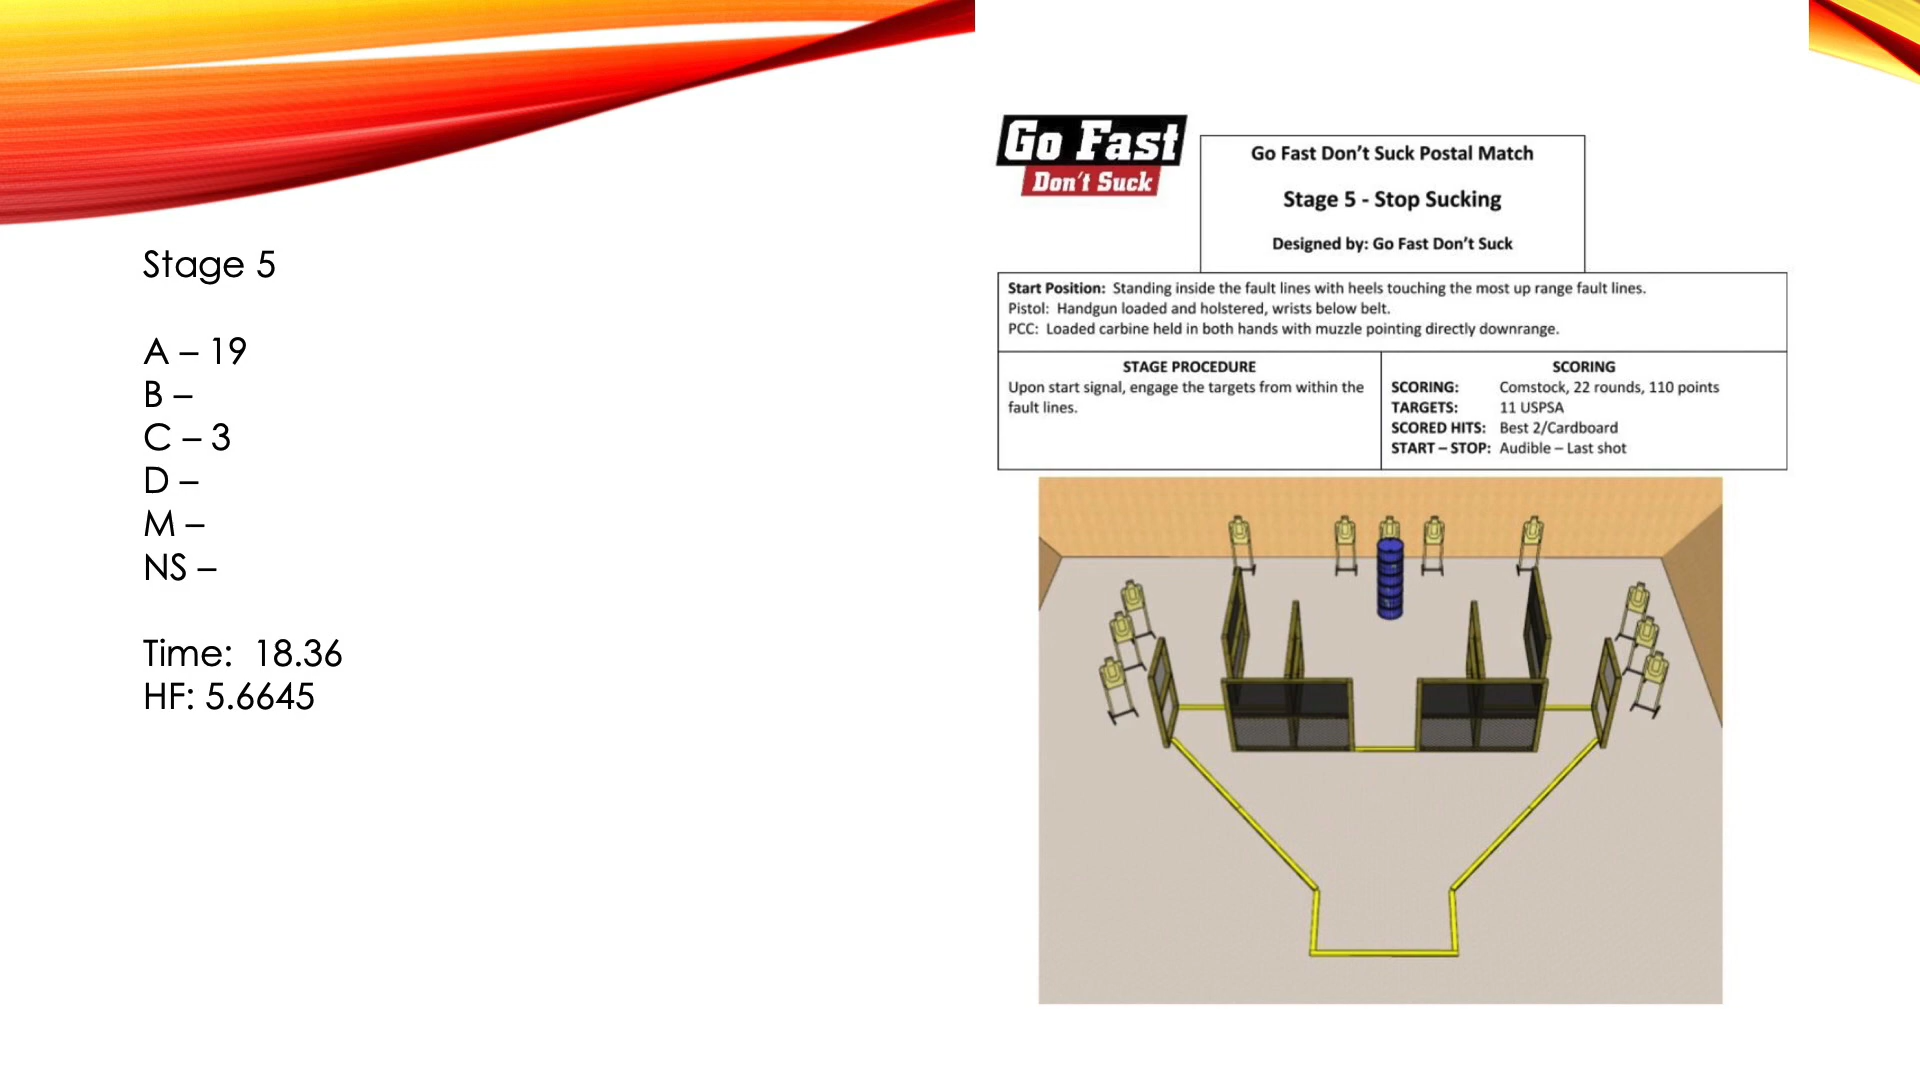 Stage 5
A – 19
B –
C – 3
D –
M –
NS –
Time:  18.36
HF: 5.6645
Go Fast
Don't Suck
Go Fast Don't Suck Postal Match
Stage 5 - Stop Sucking
Designed by: Go Fast Don't Suck
Start Position:  Standing inside the fault lines with heels touching the most up range fault lines.
Pistol:  Handgun loaded and holstered, wrists below belt.
PCC:  Loaded carbine held in both hands with muzzle pointing directly downrange.
STAGE PROCEDURE
Upon start signal, engage the targets from within the
fault lines.
SCORING
SCORING: Comstock, 22 rounds, 110 points
TARGETS: 11 USPSA
SCORED HITS: Best 2/Cardboard
START – STOP: Audible – Last shot